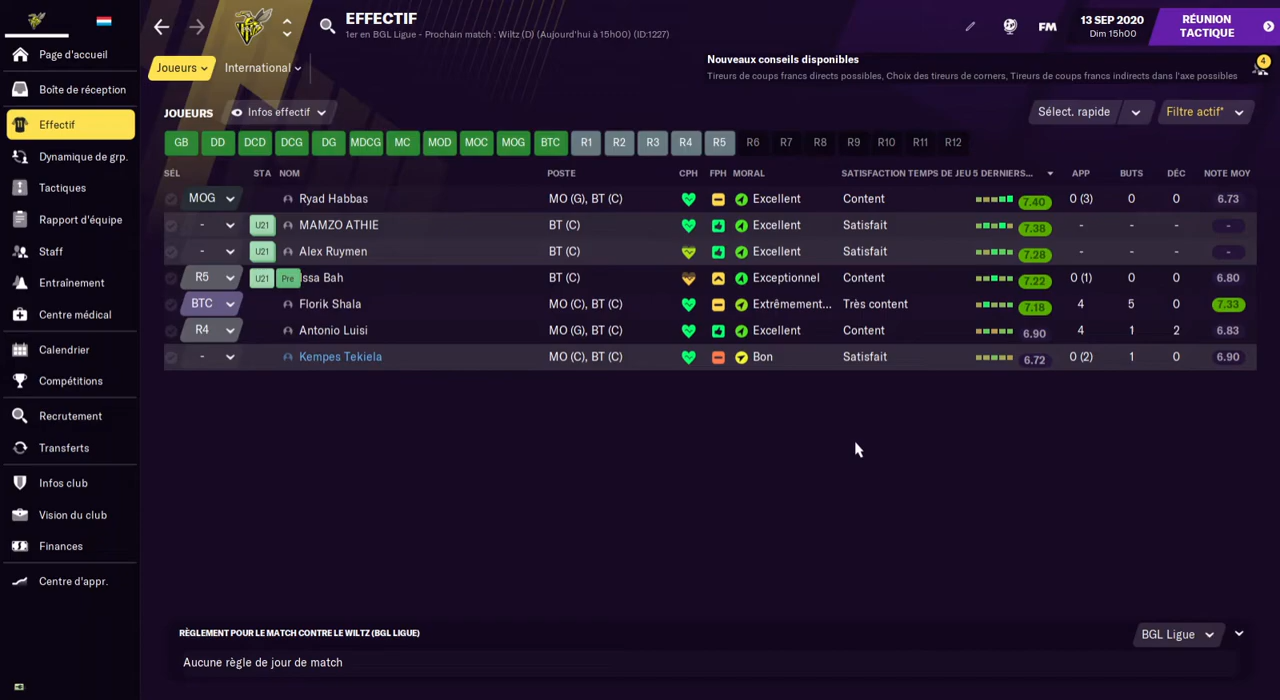 EFFECTIF
1er en BGL Ligue - Prochain match : Wiltz (D) (Aujourd'hui à 15h00) (ID:1227)
FM
13 SEP 2020
Dim 15h00
RÉUNION
TACTIQUE
Page d'accueil
Boîte de réception
Effectif
Dynamique de grp.
Tactiques
Rapport d'équipe
Staff
Entraînement
Centre médical
Calendrier
Compétitions
Recrutement
Transferts
Infos club
Vision du club
Finances
Centre d'appr.
Joueurs
International
Nouveaux conseils disponibles
Tireurs de coups francs directs possibles, Choix des tireurs de corners, Tireurs de coups francs indirects dans l'axe possibles
4
JOUEURS
Infos effectif
Sélect. rapide
Filtre actif*
GB DD DCD DCG DG MDCG MC MOD MOC MOG BTC R1 R2 R3 R4 R5 R6 R7 R8 R9 R10 R11 R12
SÉL STA NOM POSTE CPH FPH MORAL SATISFACTION TEMPS DE JEU 5 DERNIERS... APP BUTS DÉC NOTE MOY
MOG Ryad Habbas MO (G), BT (C) Excellent Content 7.40 0 (3) 0 0 6.73
- U21 MAMZO ATHIE BT (C) Excellent Satisfait 7.38 - - - -
- U21 Alex Ruymen BT (C) Excellent Satisfait 7.28 - - - -
R5 U21 Pre ssa Bah BT (C) Exceptionnel Content 7.22 0 (1) 0 0 6.80
BTC Florik Shala MO (C), BT (C) Extrêmement... Très content 7.18 4 5 0 7.33
R4 Antonio Luisi MO (G), BT (C) Excellent Content 6.90 4 1 2 6.83
- Kempes Tekiela MO (C), BT (C) Bon Satisfait 6.72 0 (2) 1 0 6.90
RÈGLEMENT POUR LE MATCH CONTRE LE WILTZ (BGL LIGUE)
BGL Ligue
Aucune règle de jour de match